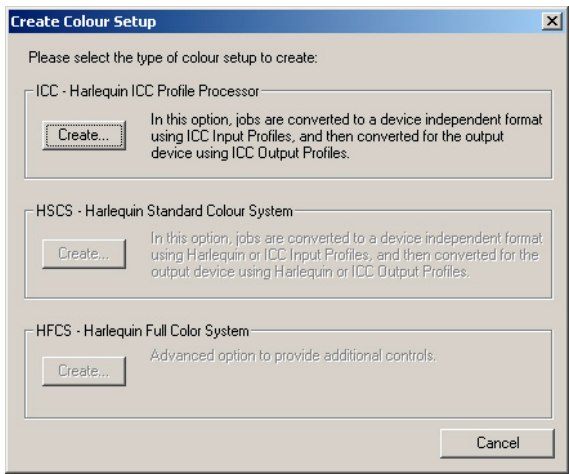 Create Colour Setup
Please select the type of colour setup to create:
ICC - Harlequin ICC Profile Processor
Create...
In this option, jobs are converted to a device independent format
using ICC Input Profiles, and then converted for the output
device using ICC Output Profiles.
HSCS - Harlequin Standard Colour System
Create...
In this option, jobs are converted to a device independent format
using Harlequin or ICC Input Profiles, and then converted for the
output device using Harlequin or ICC Output Profiles.
HFCS - Harlequin Full Color System
Create...
Advanced option to provide additional controls.
Cancel